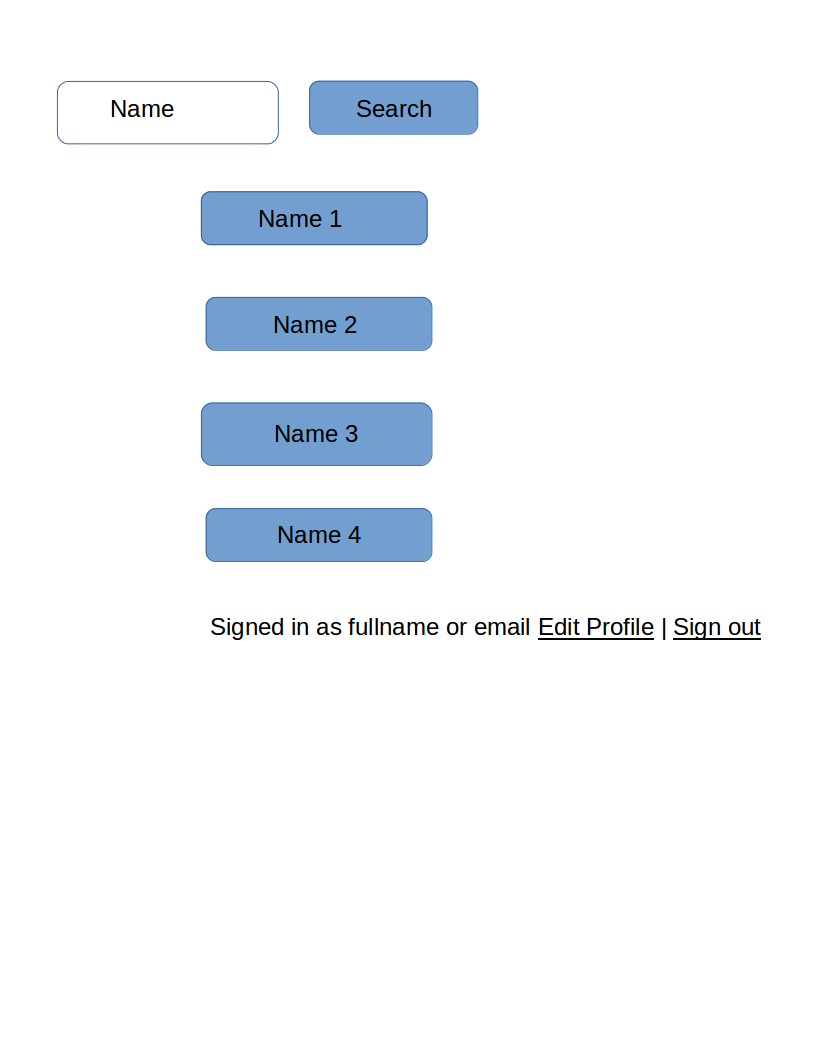 Name
Search
Name 1
Name 2
Name 3
Name 4
Signed in as fullname or email Edit Profile | Sign out